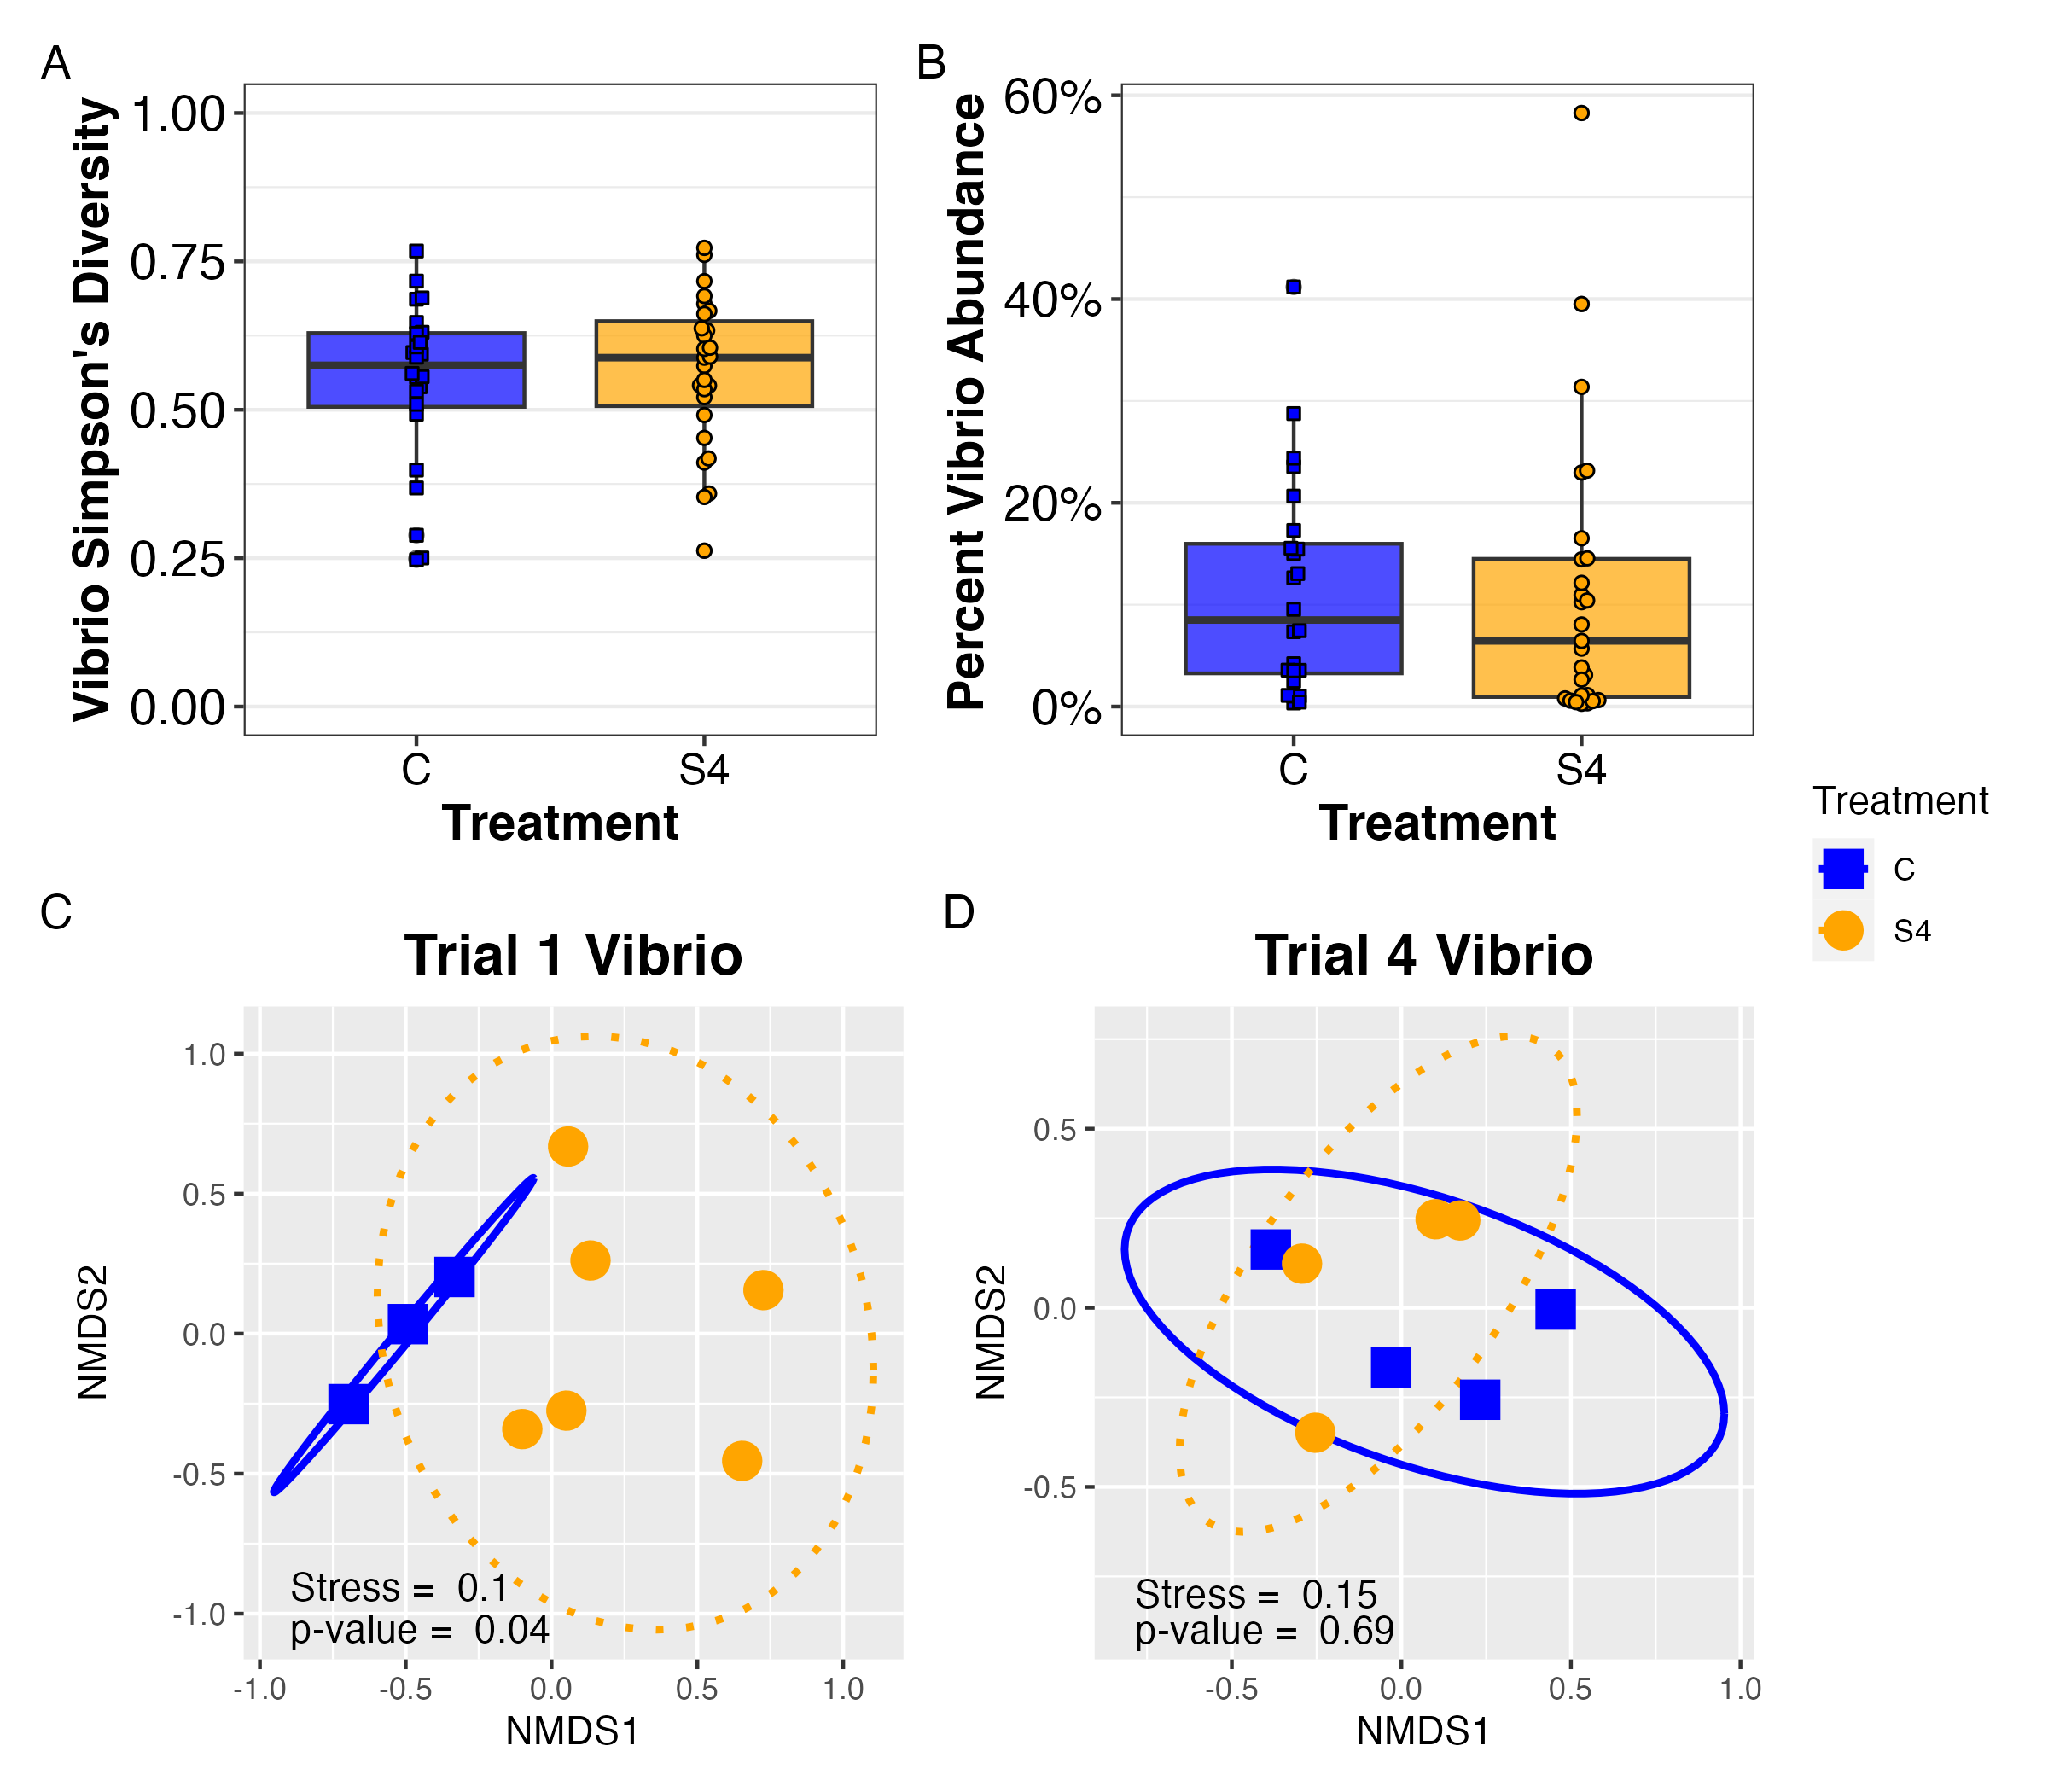 A
Vibrio Simpson's Diversity
1.00
0.75
0.50
0.25
0.00
C
S4
Treatment
B
Percent Vibrio Abundance
60%
40%
20%
0%
C
S4
Treatment
Treatment
C
S4
C
Trial 1 Vibrio
NMDS2
1.0
0.5
0.0
-0.5
-1.0
Stress = 0.1
p-value = 0.04
-1.0
-0.5
0.0
0.5
1.0
NMDS1
D
Trial 4 Vibrio
NMDS2
0.5
0.0
-0.5
Stress = 0.15
p-value = 0.69
-0.5
0.0
0.5
1.0
NMDS1